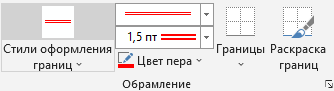 Стили оформления
границ
1,5 пт
Цвет пера
Границы
Раскраска
границ
Обрамление